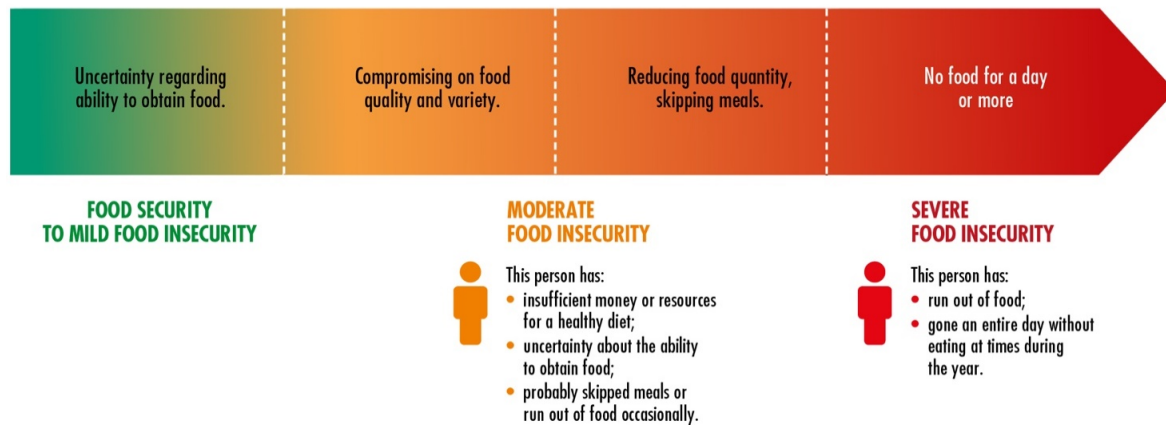 Uncertainty regarding
ability to obtain food.
Compromising on food
quality and variety.
Reducing food quantity,
skipping meals.
No food for a day
or more
FOOD SECURITY
TO MILD FOOD INSECURITY
MODERATE
FOOD INSECURITY
This person has:
• insufficient money or resources
for a healthy diet;
• uncertainty about the ability
to obtain food;
• probably skipped meals or
run out of food occasionally.
SEVERE
FOOD INSECURITY
This person has:
• run out of food;
• gone an entire day without
eating at times during
the year.